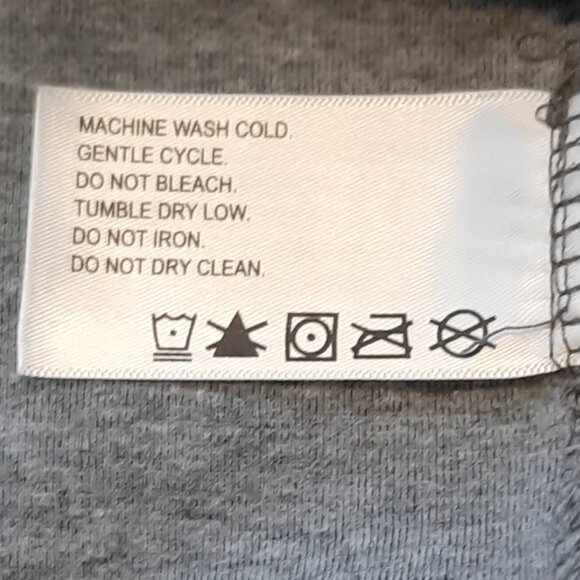 MACHINE WASH COLD.
GENTLE CYCLE.
DO NOT BLEACH.
TUMBLE DRY LOW.
DO NOT IRON.
DO NOT DRY CLEAN.